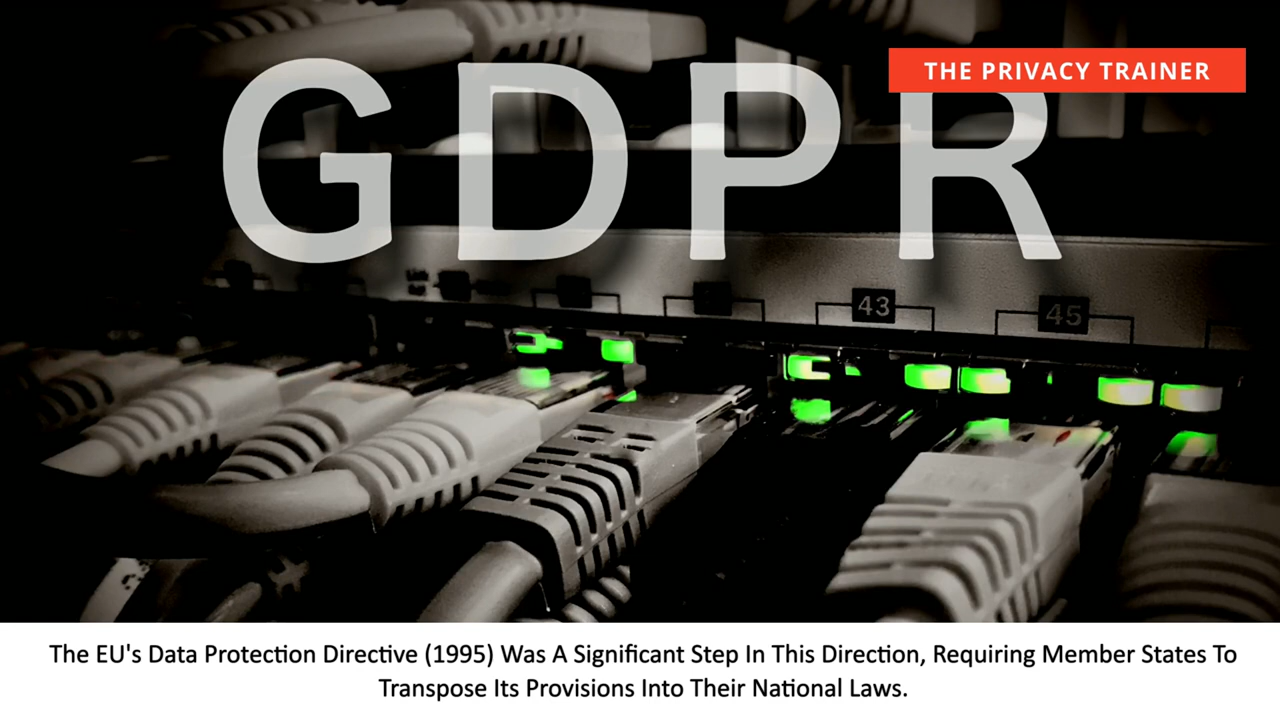 THE PRIVACY TRAINER
GDPR
43
45
The EU's Data Protection Directive (1995) Was A Significant Step In This Direction, Requiring Member States To
Transpose Its Provisions Into Their National Laws.